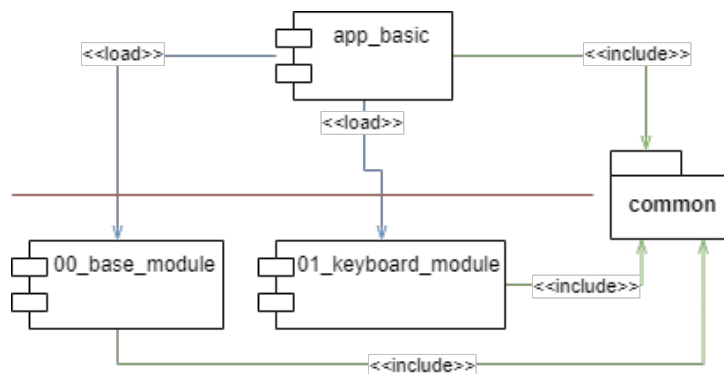 app_basic
<<load>>
<<include>>
<<load>>
common
00_base_module
01_keyboard_module
<<include>>
<<include>>